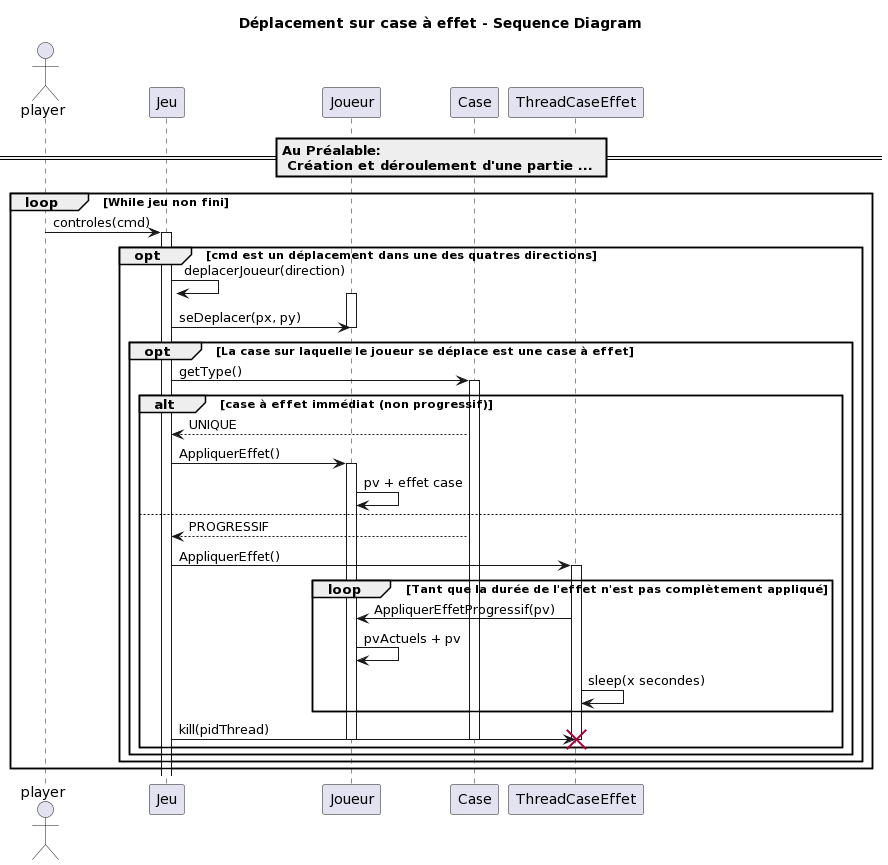 Déplacement sur case à effet - Sequence Diagram
player
Jeu
Joueur
Case
ThreadCaseEffet
Au Préalable:
Création et déroulement d'une partie ...
loop [While jeu non fini]
controles(cmd)
opt [cmd est un déplacement dans une des quatres directions]
deplacerJoueur(direction)
seDeplacer(px, py)
opt [La case sur laquelle le joueur se déplace est une case à effet]
getType()
alt [case à effet immédiat (non progressif)]
UNIQUE
AppliquerEffet()
pv + effet case
PROGRESSIF
AppliquerEffet()
loop [Tant que la durée de l'effet n'est pas complètement appliqué]
AppliquerEffetProgressif(pv)
pvActuels + pv
sleep(x secondes)
kill(pidThread)
player
Jeu
Joueur
Case
ThreadCaseEffet